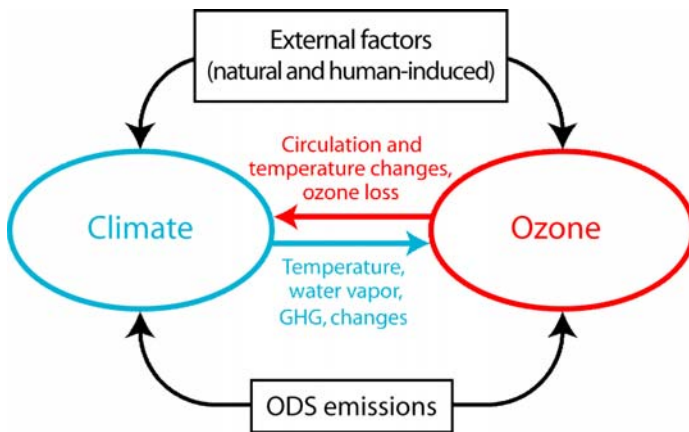 External factors
(natural and human-induced)
Circulation and
temperature changes,
ozone loss
Climate
Ozone
Temperature,
water vapor,
GHG, changes
ODS emissions